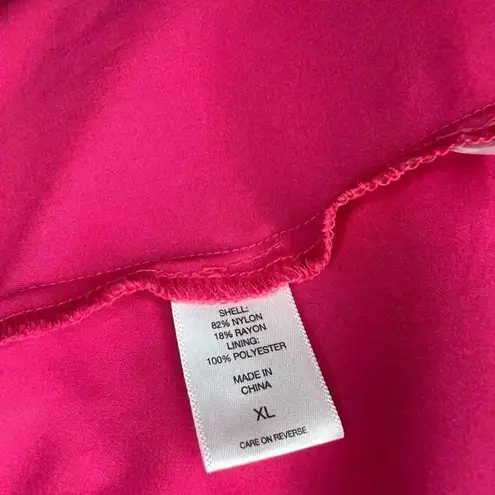 SHELL:
82% NYLON
18% RAYON
LINING:
100% POLYESTER
MADE IN
CHINA
XL
CARE ON REVERSE